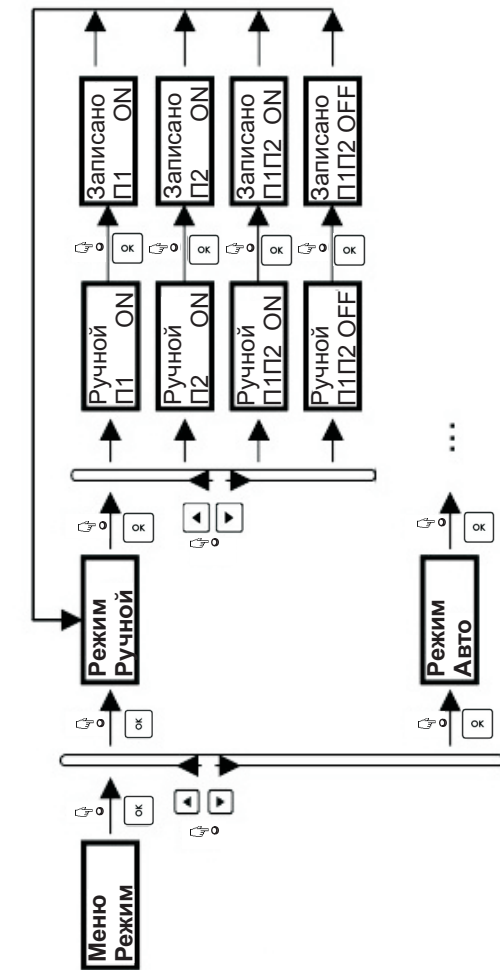 Меню
Режим
OK
OK
Режим
Ручной
OK
Ручной
П1 ON
OK
Записано
П1 ON
Ручной
П2 ON
OK
Записано
П2 ON
Ручной
П1П2 ON
OK
Записано
П1П2 ON
Ручной
П1П2 OFF
OK
Записано
П1П2 OFF
OK
Режим
Авто
OK
...